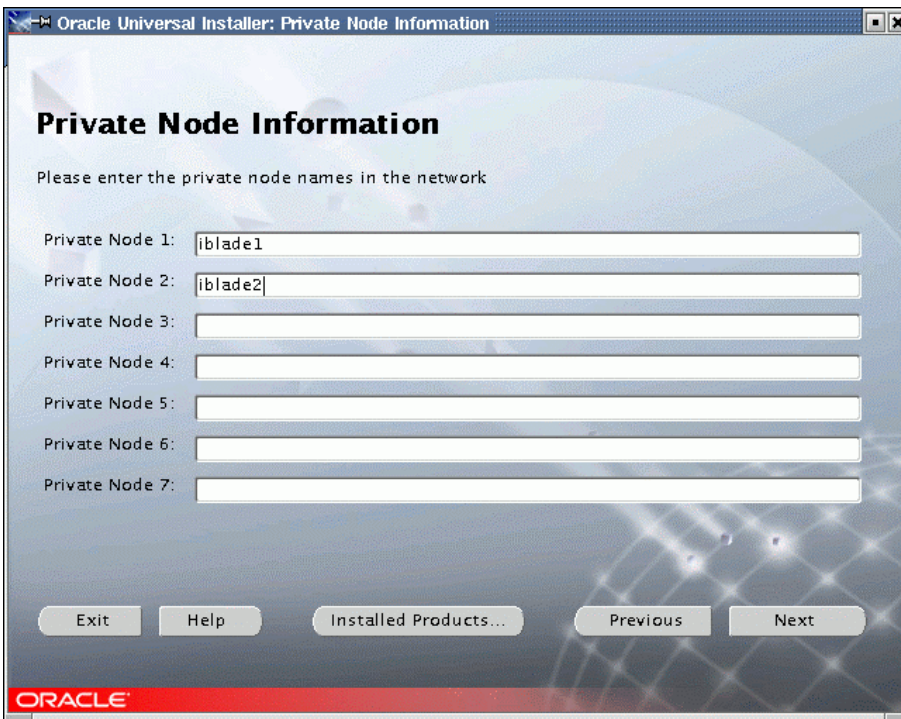 Oracle Universal Installer: Private Node Information
Private Node Information
Please enter the private node names in the network
Private Node 1: iblade1
Private Node 2: iblade2
Private Node 3:
Private Node 4:
Private Node 5:
Private Node 6:
Private Node 7:
Exit Help Installed Products... Previous Next
ORACLE